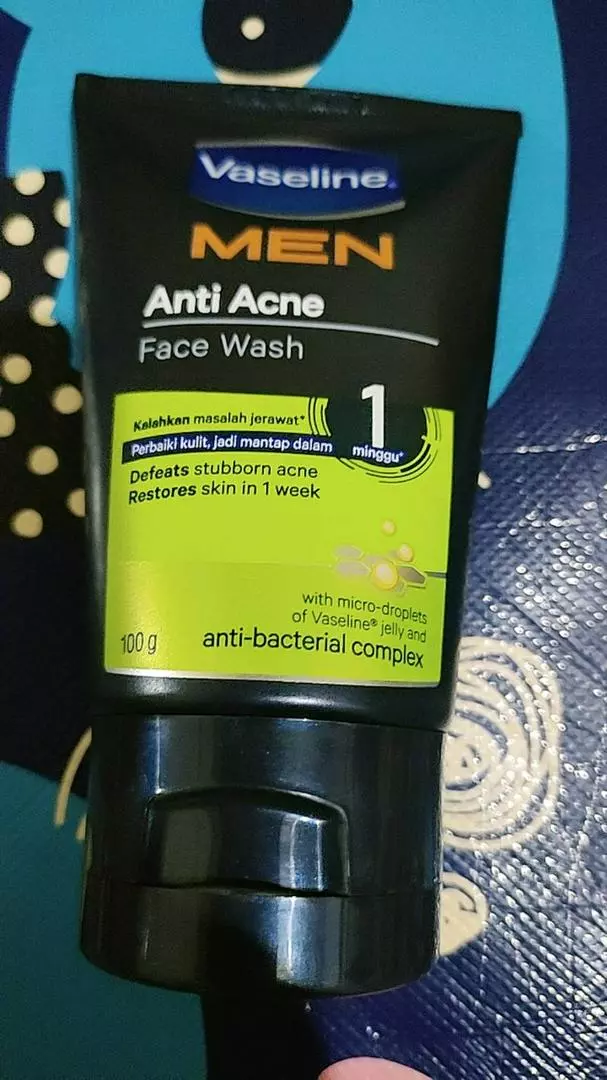 Vaseline®
MEN
Anti Acne
Face Wash
Kalahkan masalah jerawat*
Perbaiki kulit, jadi mantap dalam
1
minggu*
Defeats stubborn acne
Restores skin in 1 week
with micro-droplets
of Vaseline® jelly and
anti-bacterial complex
100 g